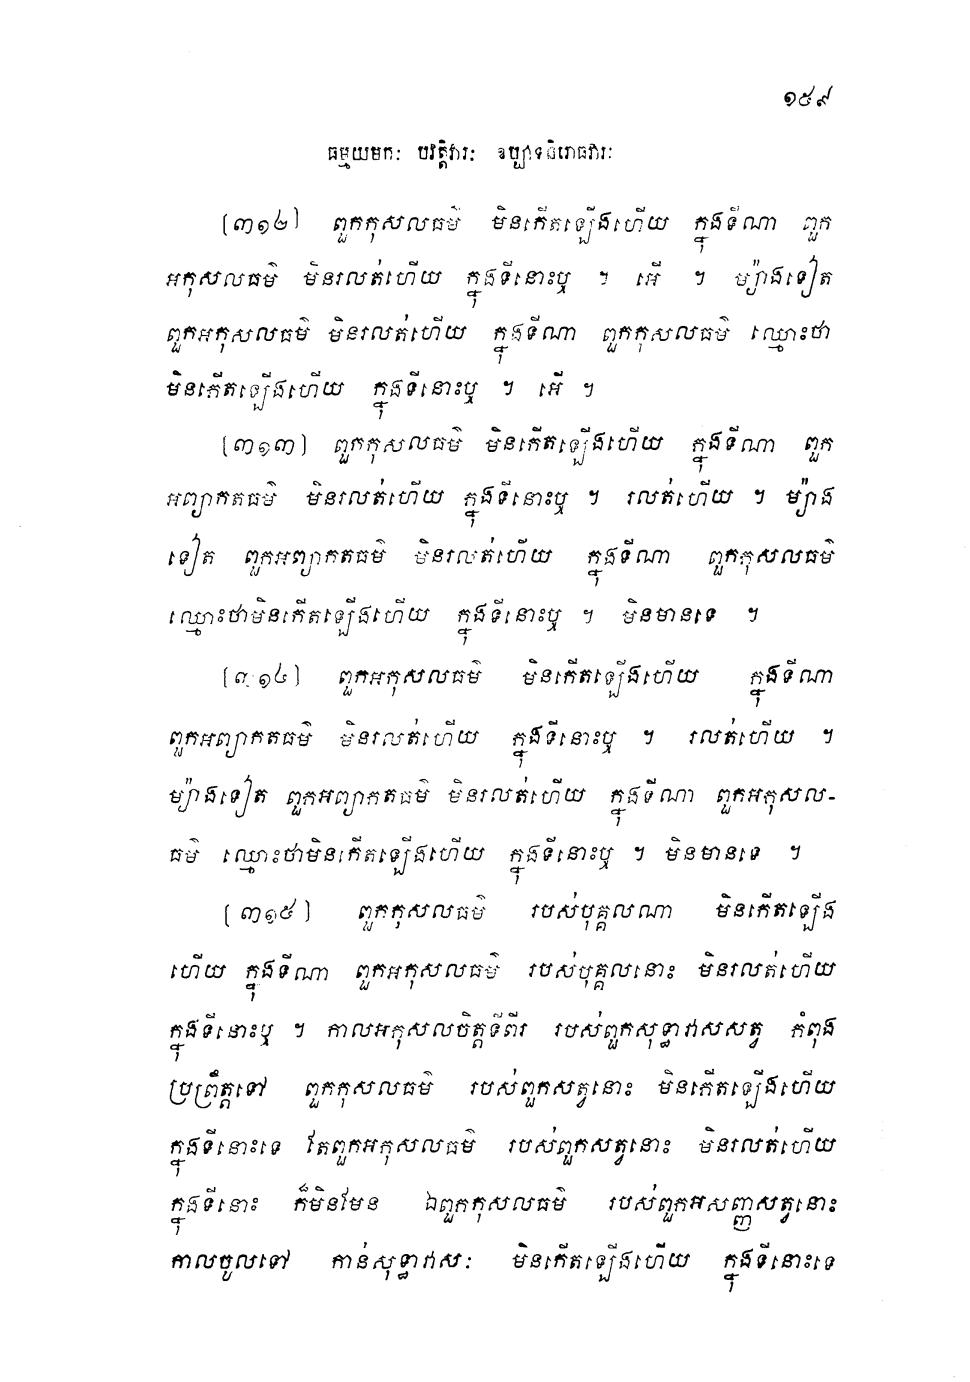 ១៥៩
ធម្មយមកៈ បវត្តិវារៈ ឧប្បាទនិរោធវារៈ
[៣១២] ពួកកុសលធម៌ មិនកើតឡើងហើយ ក្នុងទីណា ពួក
អកុសលធម៌ មិនរលត់ហើយ ក្នុងទីនោះឬ ។ អើ ។ ម្យ៉ាងទៀត
ពួកអកុសលធម៌ មិនរលត់ហើយ ក្នុងទីណា ពួកកុសលធម៌ ឈ្មោះថា
មិនកើតឡើងហើយ ក្នុងទីនោះឬ ។ អើ ។
[៣១៣] ពួកកុសលធម៌ មិនកើតឡើងហើយ ក្នុងទីណា ពួក
អព្យាកតធម៌ មិនរលត់ហើយ ក្នុងទីនោះឬ ។ រលត់ហើយ ។ ម្យ៉ាង
ទៀត ពួកអព្យាកតធម៌ មិនរលត់ហើយ ក្នុងទីណា ពួកកុសលធម៌
ឈ្មោះថាមិនកើតឡើងហើយ ក្នុងទីនោះឬ ។ មិនមានទេ ។
[៣១៤] ពួកអកុសលធម៌ មិនកើតឡើងហើយ ក្នុងទីណា
ពួកអព្យាកតធម៌ មិនរលត់ហើយ ក្នុងទីនោះឬ ។ រលត់ហើយ ។
ម្យ៉ាងទៀត ពួកអព្យាកតធម៌ មិនរលត់ហើយ ក្នុងទីណា ពួកអកុសល-
ធម៌ ឈ្មោះថាមិនកើតឡើងហើយ ក្នុងទីនោះឬ ។ មិនមានទេ ។
[៣១៥] ពួកកុសលធម៌ របស់បុគ្គលណា មិនកើតឡើង
ហើយ ក្នុងទីណា ពួកអកុសលធម៌ របស់បុគ្គលនោះ មិនរលត់ហើយ
ក្នុងទីនោះឬ ។ កាលអកុសលចិត្តទីពីរ របស់ពួកសុទ្ធាវាសសត្វ កំពុង
ប្រព្រឹត្តទៅ ពួកកុសលធម៌ របស់ពួកសត្វនោះ មិនកើតឡើងហើយ
ក្នុងទីនោះទេ តែពួកអកុសលធម៌ របស់ពួកសត្វនោះ មិនរលត់ហើយ
ក្នុងទីនោះ ក៏មិនមែន ឯពួកកុសលធម៌ របស់ពួកអសញ្ញសត្វនោះ
កាលចូលទៅ កាន់សុទ្ធាវាសៈ មិនកើតឡើងហើយ ក្នុងទីនោះទេ